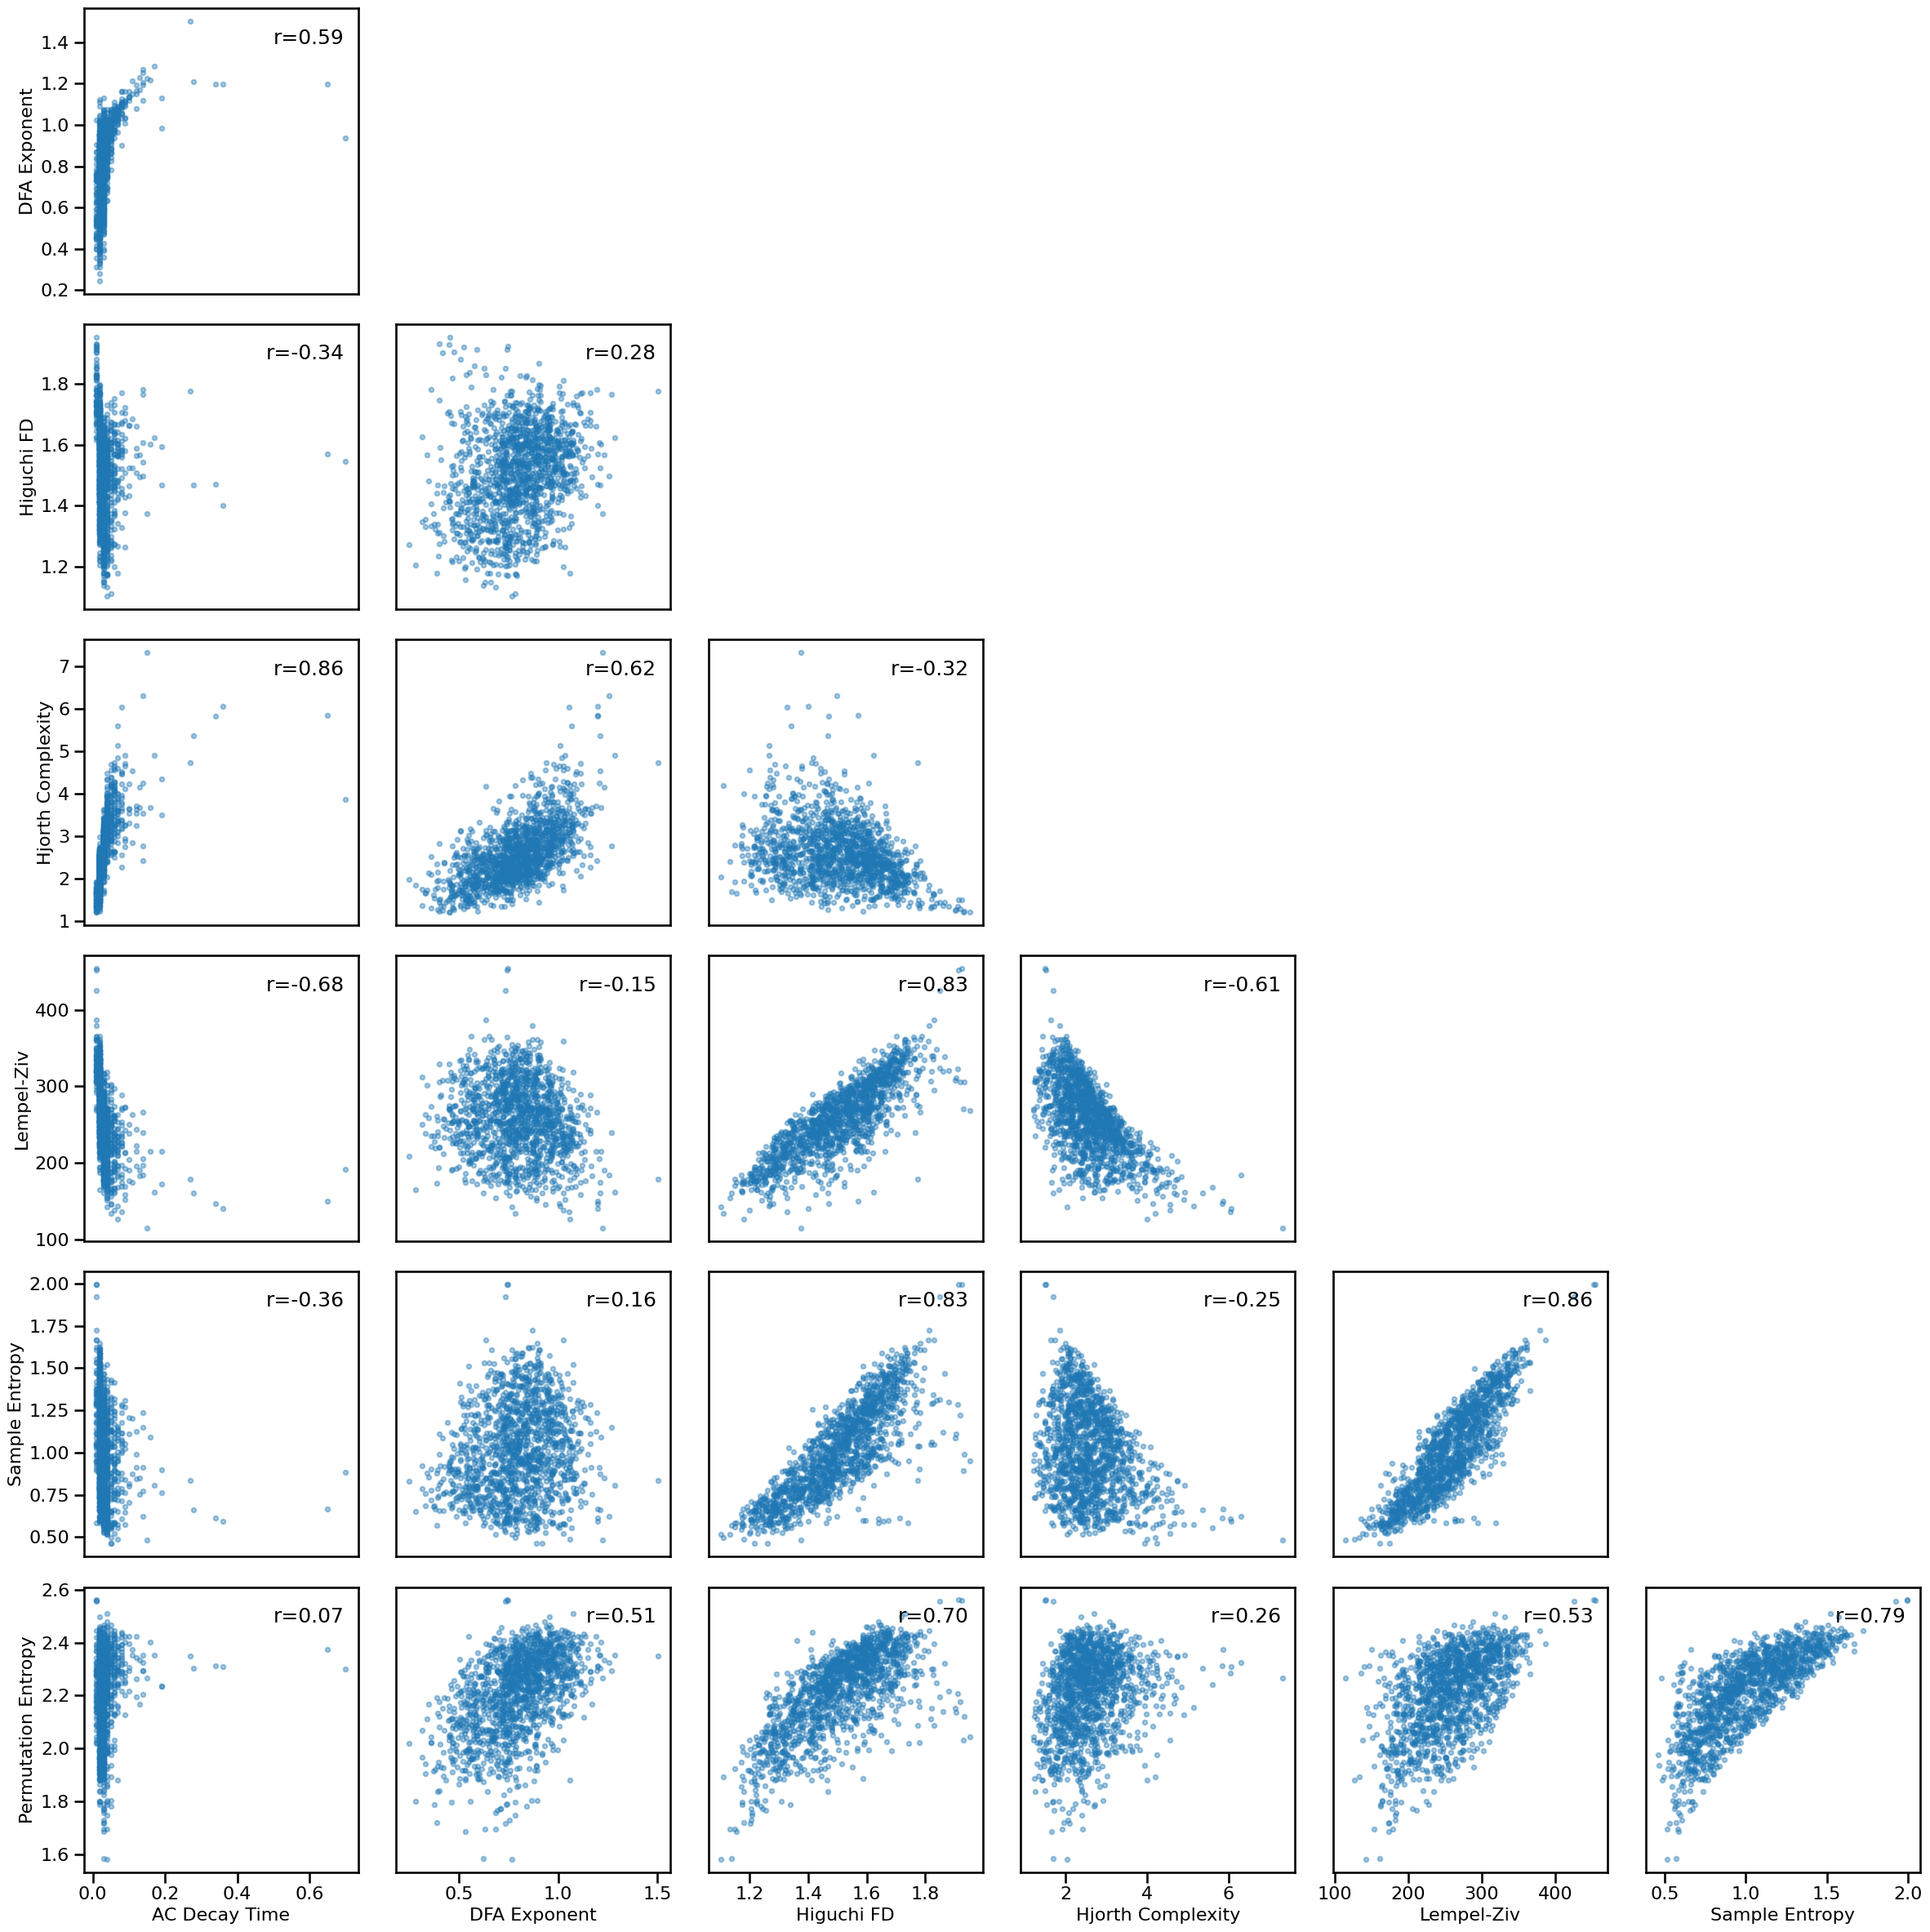 r=0.59
1.4
1.2
1.0
0.8
0.6
0.4
0.2
DFA Exponent
r=-0.34
r=0.28
1.8
1.6
1.4
1.2
Higuchi FD
r=0.86
r=0.62
r=-0.32
7
6
5
4
3
2
1
Hjorth Complexity
r=-0.68
r=-0.15
r=0.83
r=-0.61
400
300
200
100
Lempel-Ziv
r=-0.36
r=0.16
r=0.83
r=-0.25
r=0.86
2.00
1.75
1.50
1.25
1.00
0.75
0.50
Sample Entropy
r=0.07
r=0.51
r=0.70
r=0.26
r=0.53
r=0.79
2.6
2.4
2.2
2.0
1.8
1.6
Permutation Entropy
0.0 0.2 0.4 0.6
0.5 1.0 1.5
1.2 1.4 1.6 1.8
2 4 6
100 200 300 400
0.5 1.0 1.5 2.0
AC Decay Time
DFA Exponent
Higuchi FD
Hjorth Complexity
Lempel-Ziv
Sample Entropy